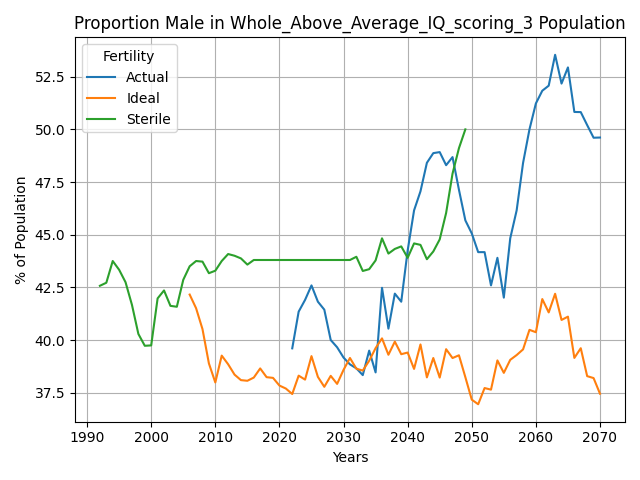 Proportion Male in Whole_Above_Average_IQ_scoring_3 Population
Fertility
Actual
Ideal
Sterile
% of Population
52.5
50.0
47.5
45.0
42.5
40.0
37.5
1990 2000 2010 2020 2030 2040 2050 2060 2070
Years